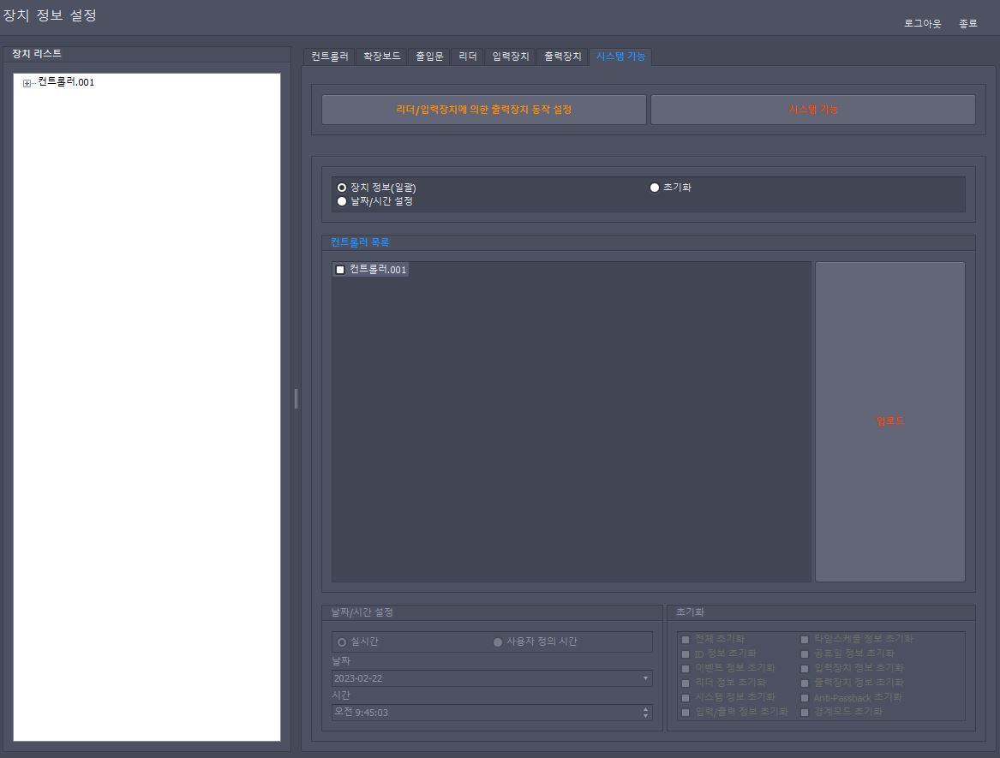 장치 정보 설정
로그아웃 종료
장치 리스트
컨트롤러.001
컨트롤러 확장보드 출입문 리더 입력장치 출력장치 시스템 기능
리더/입력장치에 의한 출력장치 동작 설정 시스템 기능
장치 정보(일괄) 초기화
날짜/시간 설정
컨트롤러 목록
컨트롤러.001
업로드
날짜/시간 설정
실시간 사용자 정의 시간
날짜
2023-02-22
시간
오전 9:45:03
초기화
전체 초기화 타임스케쥴 정보 초기화
ID 정보 초기화 공휴일 정보 초기화
이벤트 정보 초기화 입력장치 정보 초기화
리더 정보 초기화 출력장치 정보 초기화
시스템 정보 초기화 Anti-Passback 초기화
입력/출력 정보 초기화 경계모드 초기화